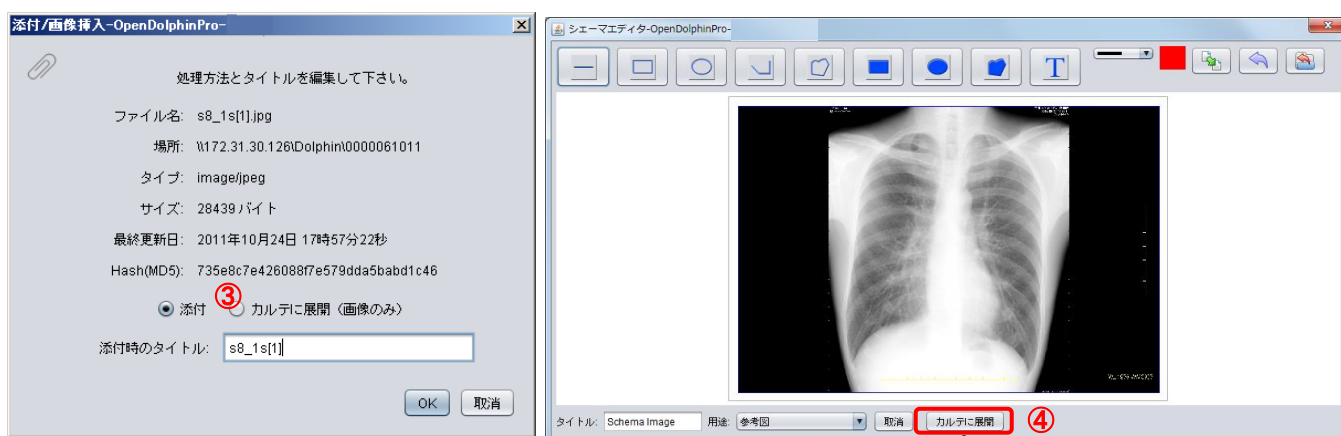 添付/画像挿入-OpenDolphinPro-
処理方法とタイトルを編集して下さい。
ファイル名: s8_1s[1].jpg
場所: \\172.31.30.126\Dolphin\0000061011
タイプ: image/jpeg
サイズ: 28439バイト
最終更新日: 2011年10月24日 17時57分22秒
Hash(MD5): 735e8c7e426088f7e579dda5babd1c46
③
添付 カルテに展開（画像のみ）
添付時のタイトル: s8_1s[1]
OK 取消
シェーマエディタ-OpenDolphinPro-
T
タイトル: Schema Image 用途: 参考図 取消 カルテに展開 ④